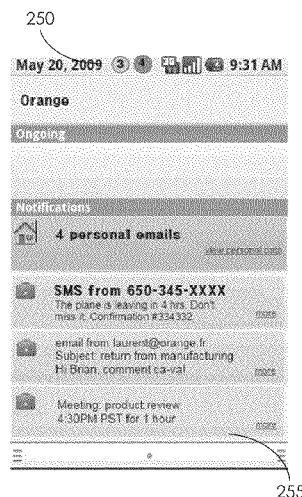 250
May 20, 2009 3 4 9:31 AM
Orange
Ongoing
Notifications
4 personal emails
view personal data
SMS from 650-345-XXXX
The plane is leaving in 4 hrs. Don't
miss it. Confirmation #334332
more
email from laurent@orange.fr
Subject: return from manufacturing
Hi Brian, comment ca-val
more
Meeting: product review
4:30PM PST for 1 hour
more
255